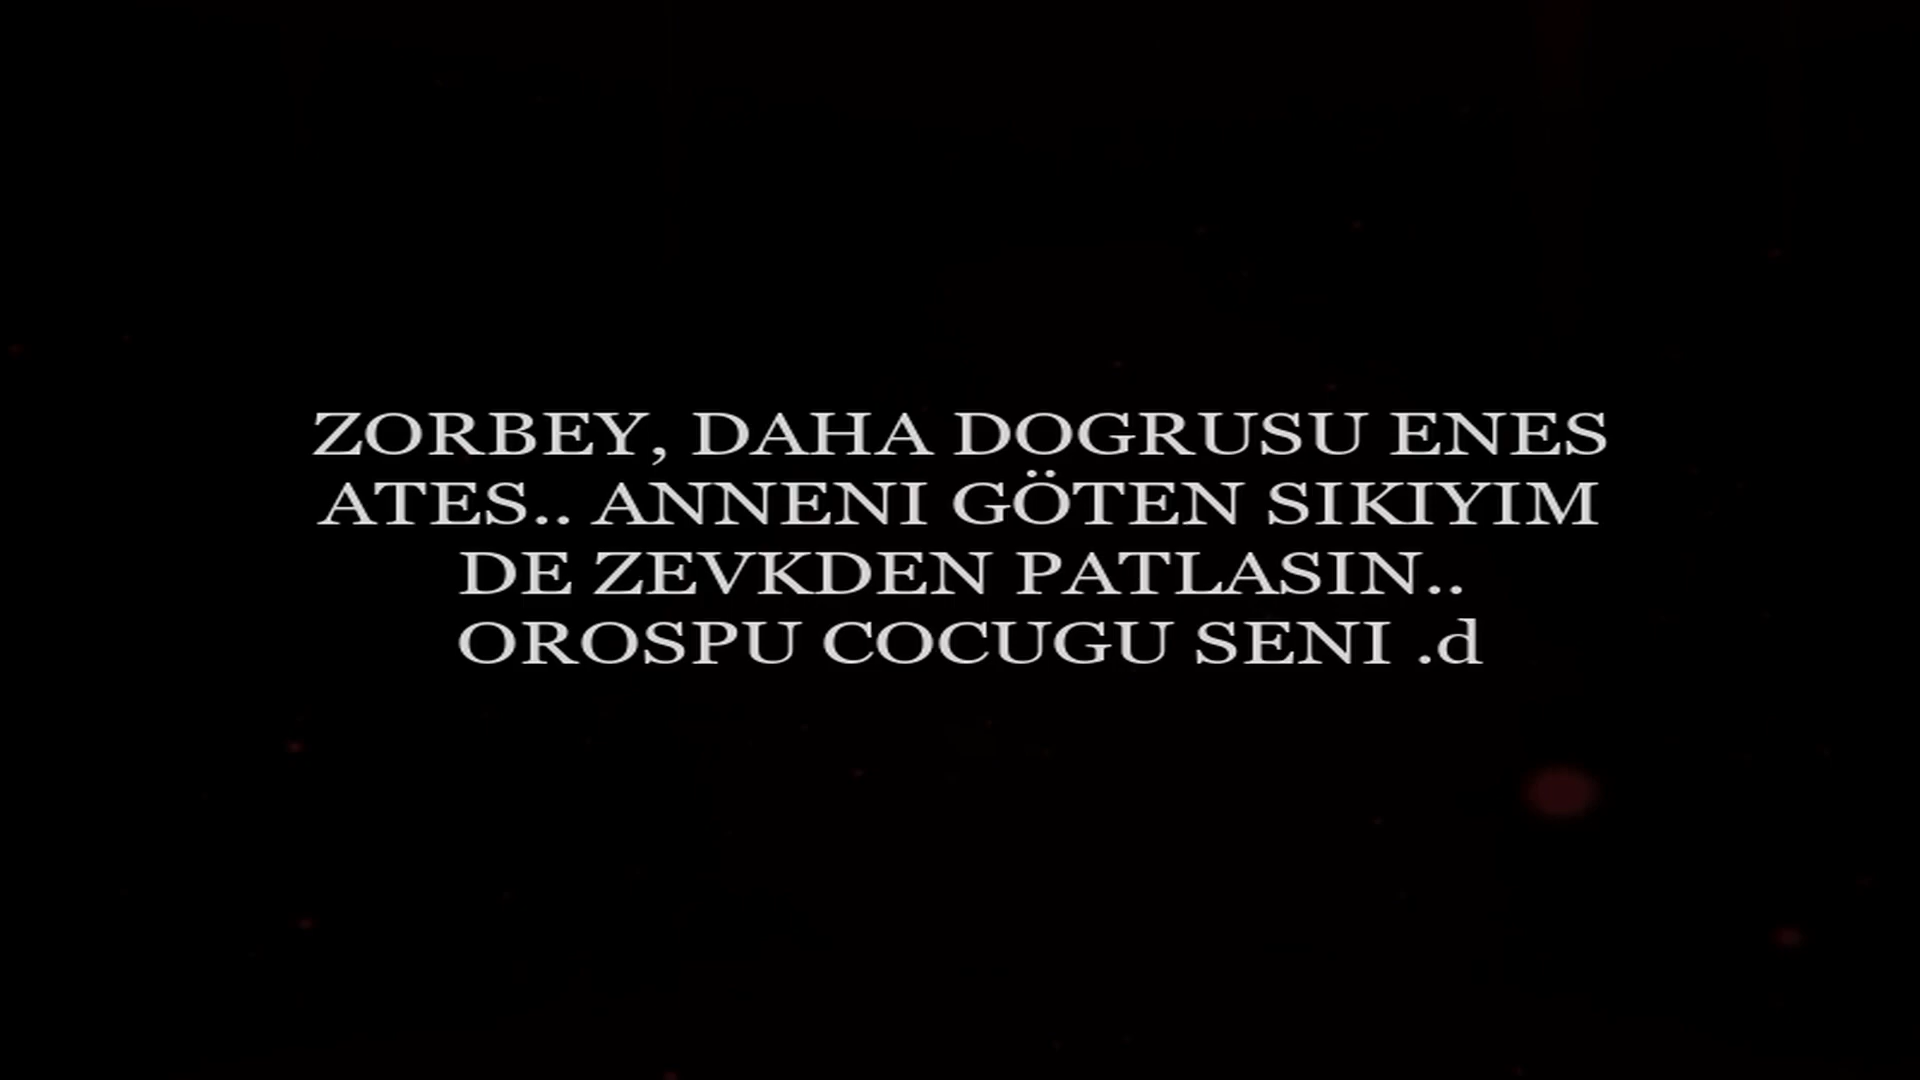 ZORBEY, DAHA DOGRUSU ENES
ATES.. ANNENI GÖTEN SIKIYIM
DE ZEVKDEN PATLASIN..
OROSPU COCUGU SENI .d